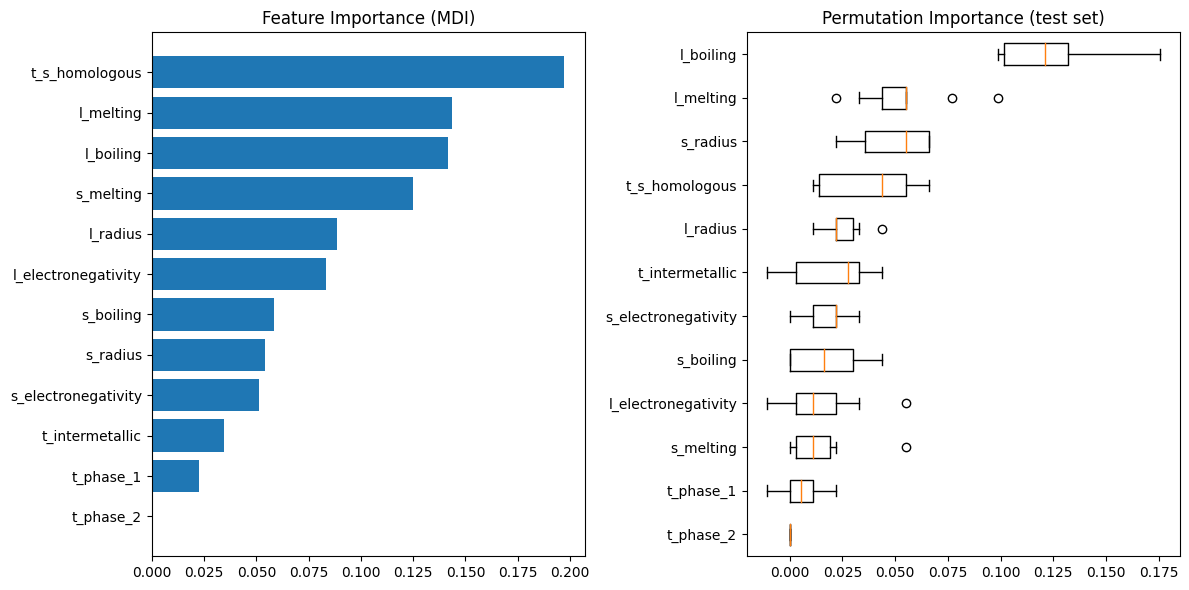 Feature Importance (MDI)
t_s_homologous
l_melting
l_boiling
s_melting
l_radius
l_electronegativity
s_boiling
s_radius
s_electronegativity
t_intermetallic
t_phase_1
t_phase_2
0.000 0.025 0.050 0.075 0.100 0.125 0.150 0.175 0.200
Permutation Importance (test set)
l_boiling
l_melting
s_radius
t_s_homologous
l_radius
t_intermetallic
s_electronegativity
s_boiling
l_electronegativity
s_melting
t_phase_1
t_phase_2
0.000 0.025 0.050 0.075 0.100 0.125 0.150 0.175